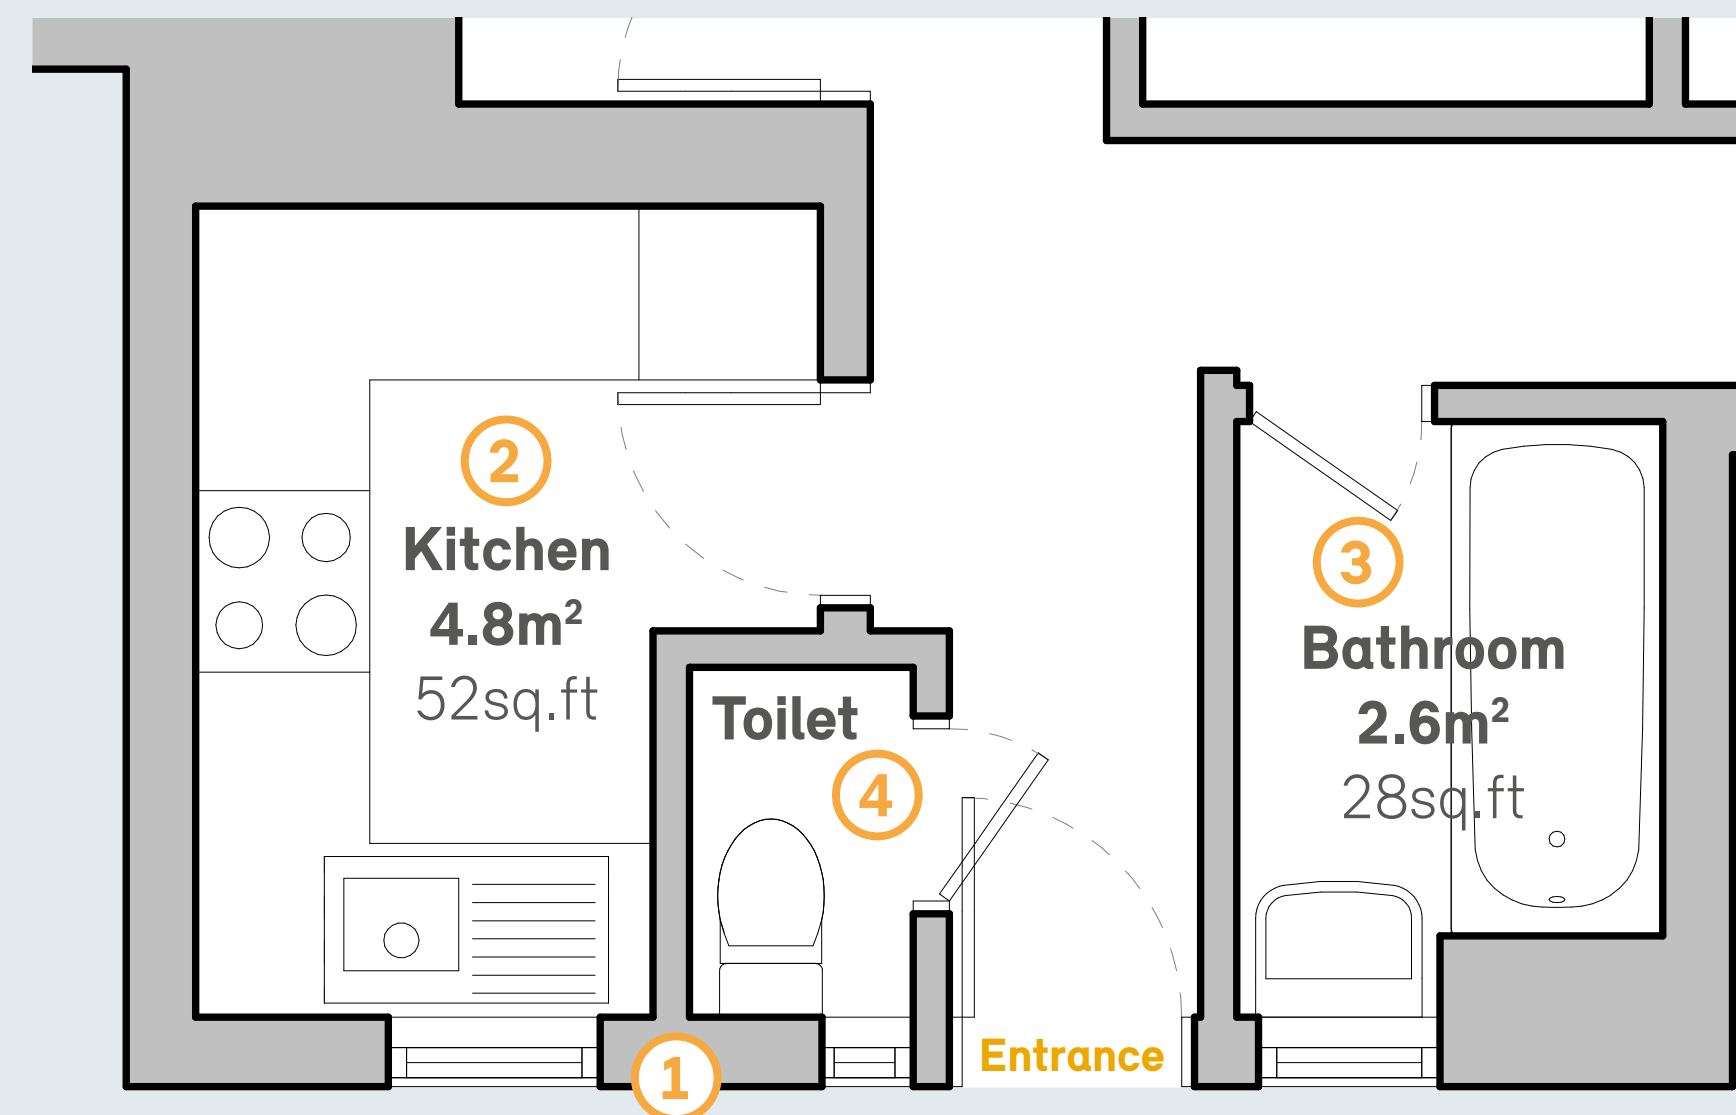 2
Kitchen
4.8m²
52sq.ft
Toilet
4
3
Bathroom
2.6m²
28sq.ft
1
Entrance